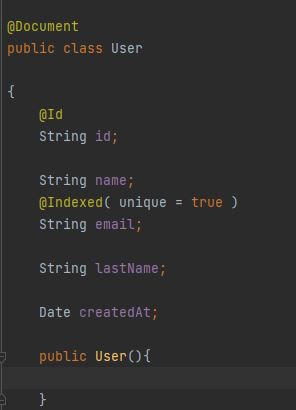 @Document
public class User
{
@Id
String id;
String name;
@Indexed( unique = true )
String email;
String lastName;
Date createdAt;
public User(){
}